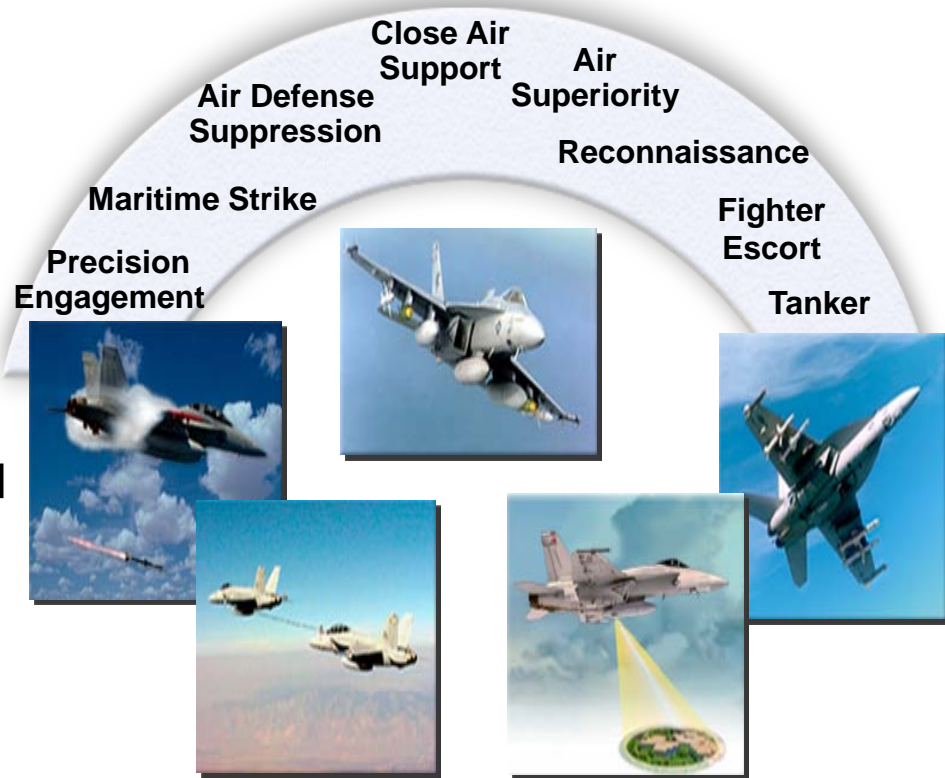 Close Air
Support
Air
Superiority
Air Defense
Suppression
Reconnaissance
Maritime Strike
Fighter
Escort
Precision
Engagement
Tanker